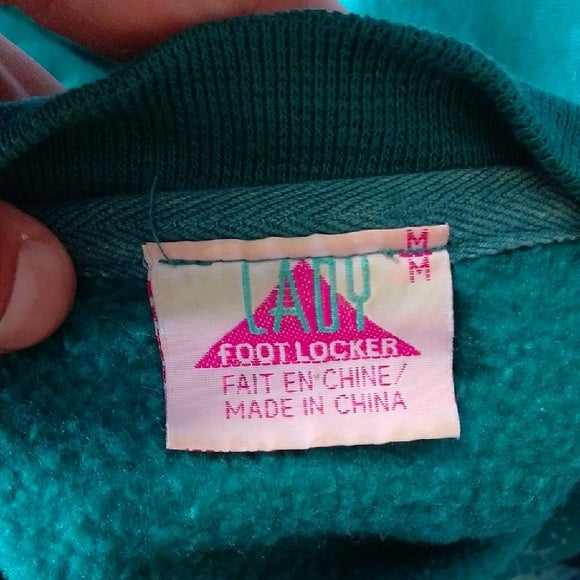 M
M
LADY
FOOT LOCKER
FAIT EN CHINE/
MADE IN CHINA